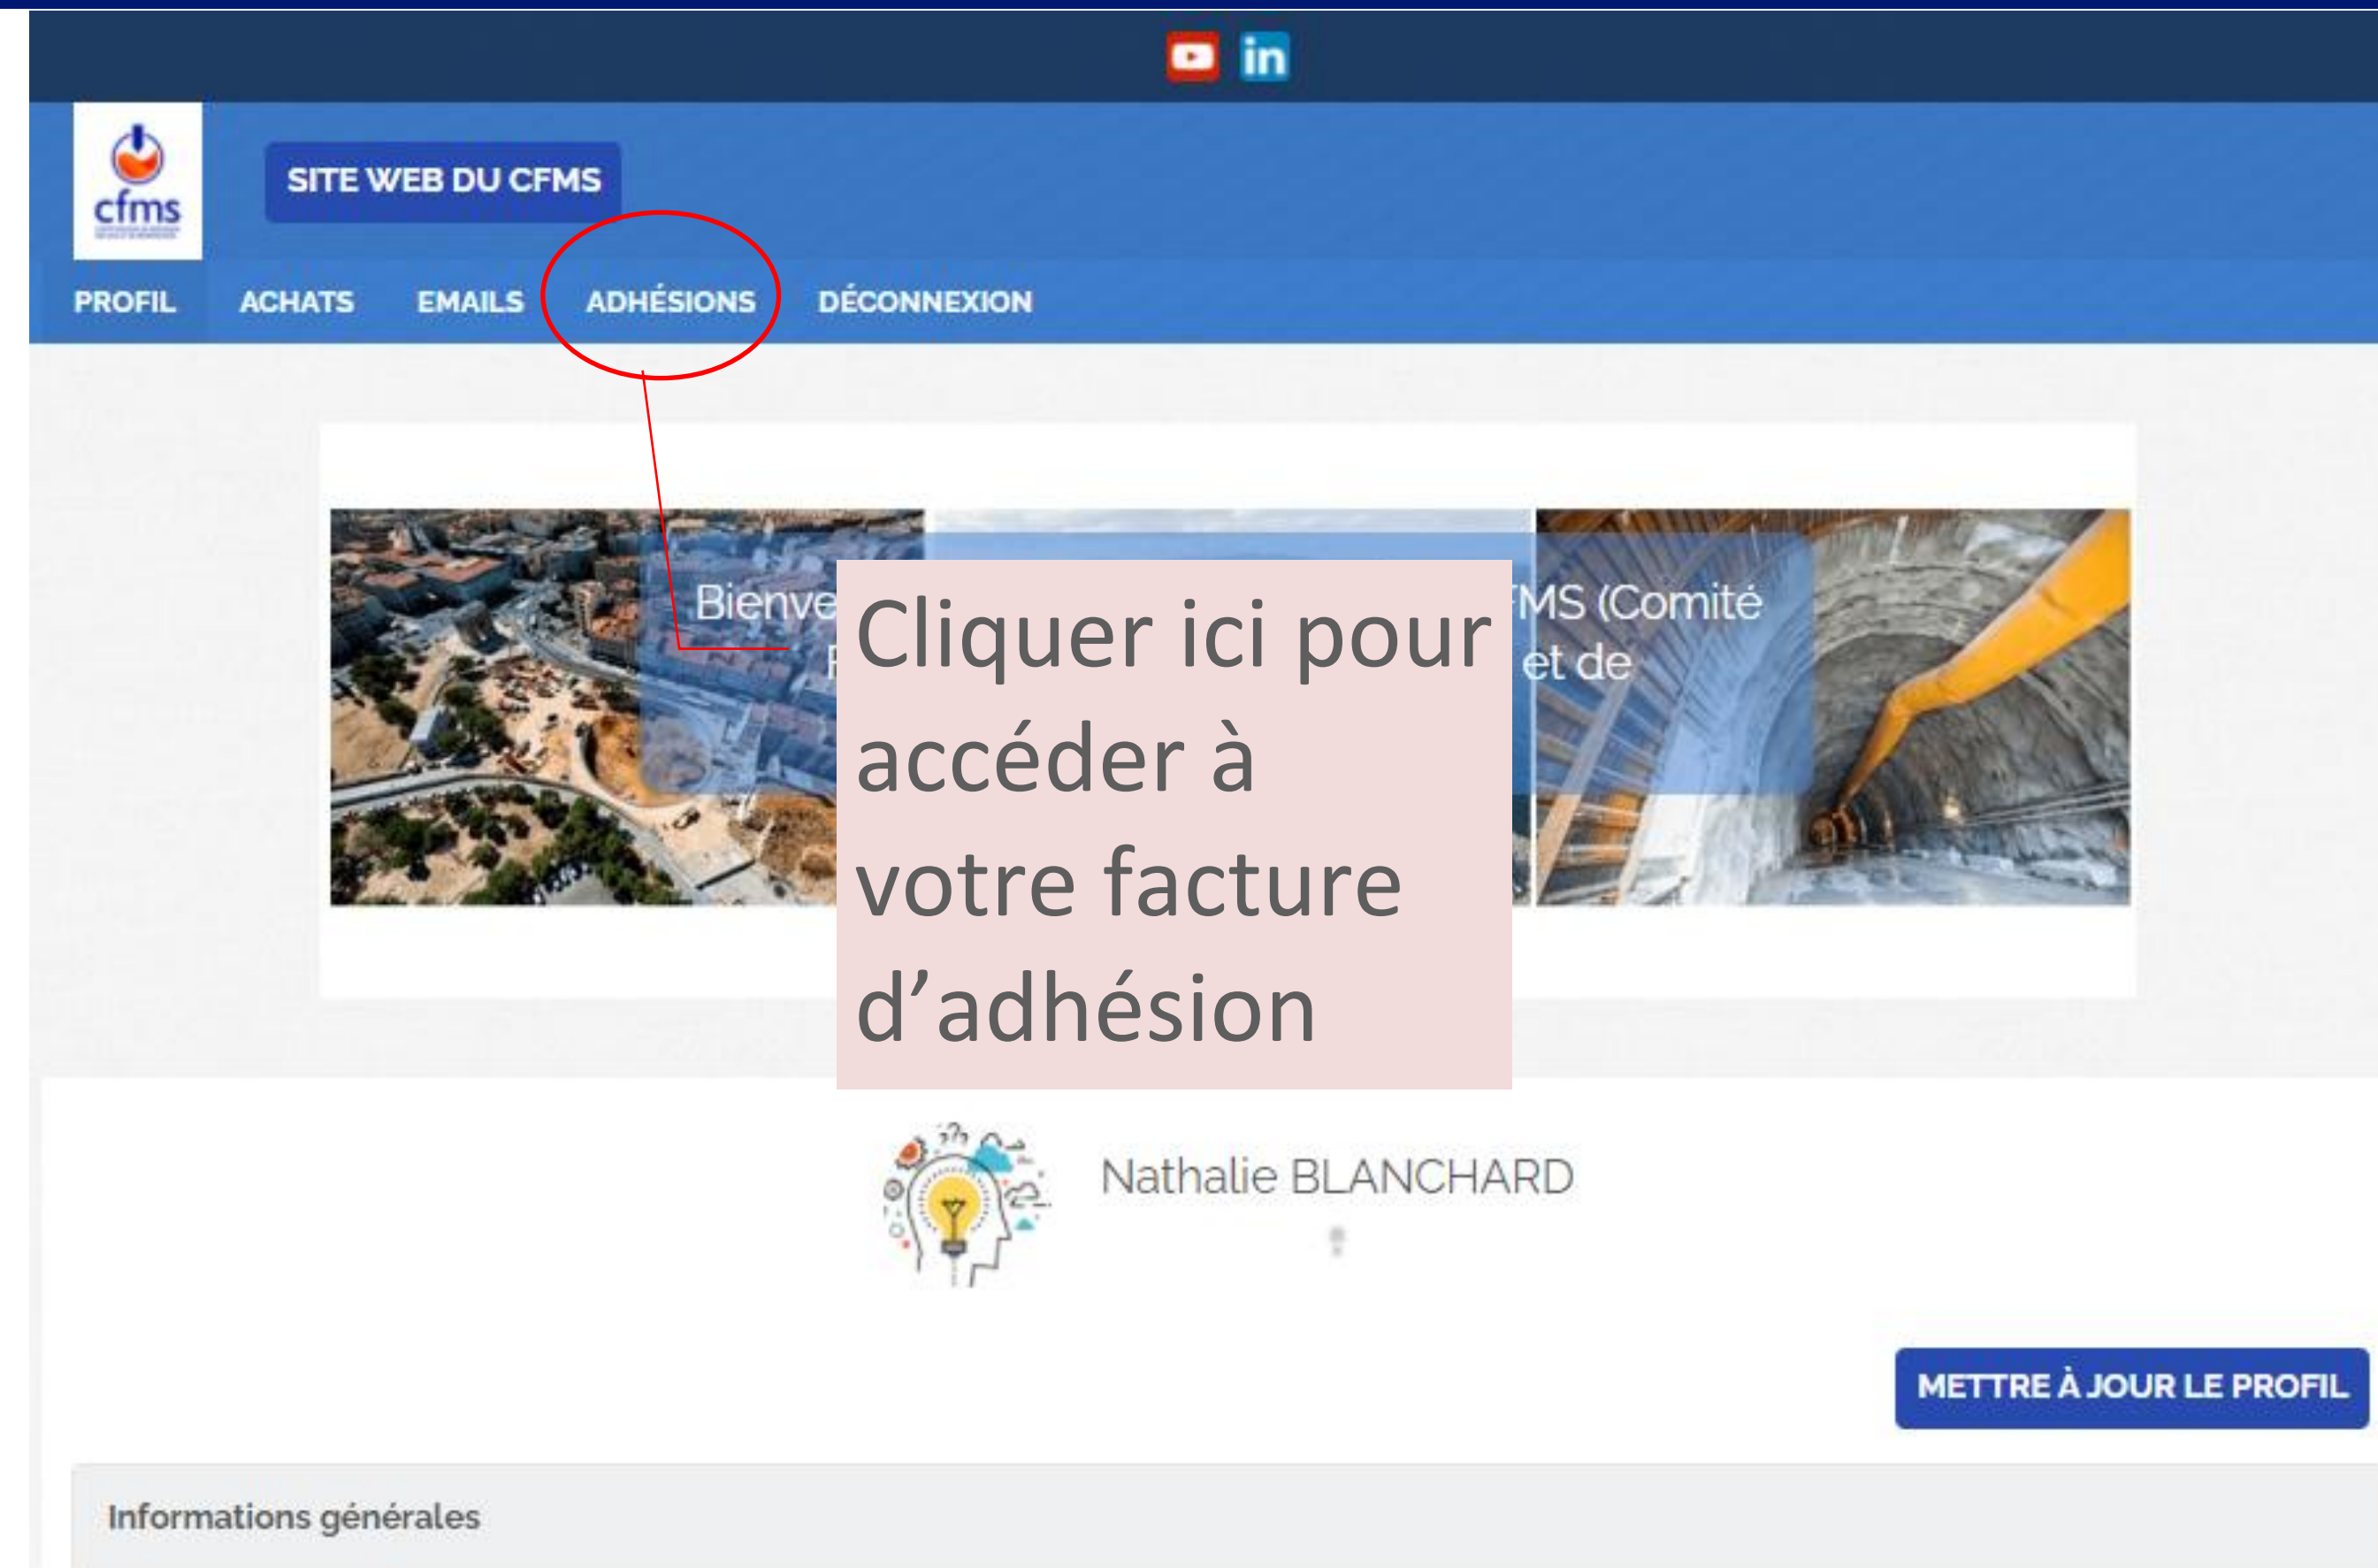 in
cfms
SITE WEB DU CFMS
PROFIL ACHATS EMAILS ADHÉSIONS DÉCONNEXION
MS (Comité
et de
Cliquer ici pour
accéder à
votre facture
d’adhésion
Nathalie BLANCHARD
METTRE À JOUR LE PROFIL
Informations générales